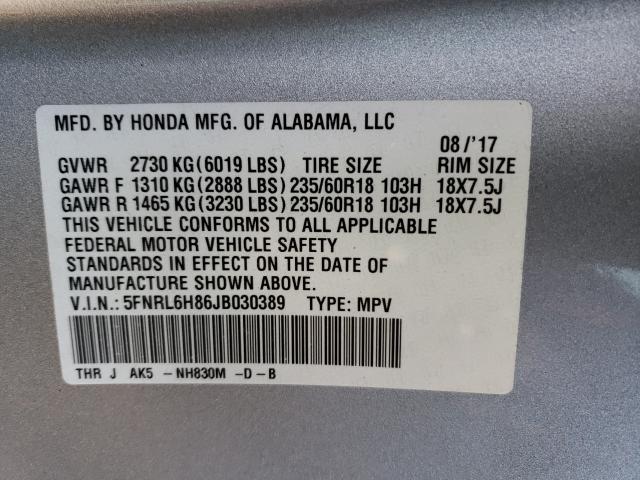 MFD. BY HONDA MFG. OF ALABAMA, LLC
08/'17
GVWR 2730 KG(6019 LBS) TIRE SIZE RIM SIZE
GAWR F 1310 KG(2888 LBS)235/60R18 103H 18X7.5J
GAWR R 1465 KG(3230 LBS)235/60R18 103H 18X7.5J
THIS VEHICLE CONFORMS TO ALL APPLICABLE
FEDERAL MOTOR VEHICLE SAFETY
STANDARDS IN EFFECT ON THE DATE OF
MANUFACTURE SHOWN ABOVE.
V.I.N.: 5FNRL6H86JB030389 TYPE: MPV
THR J AK5 -NH830M -D-B